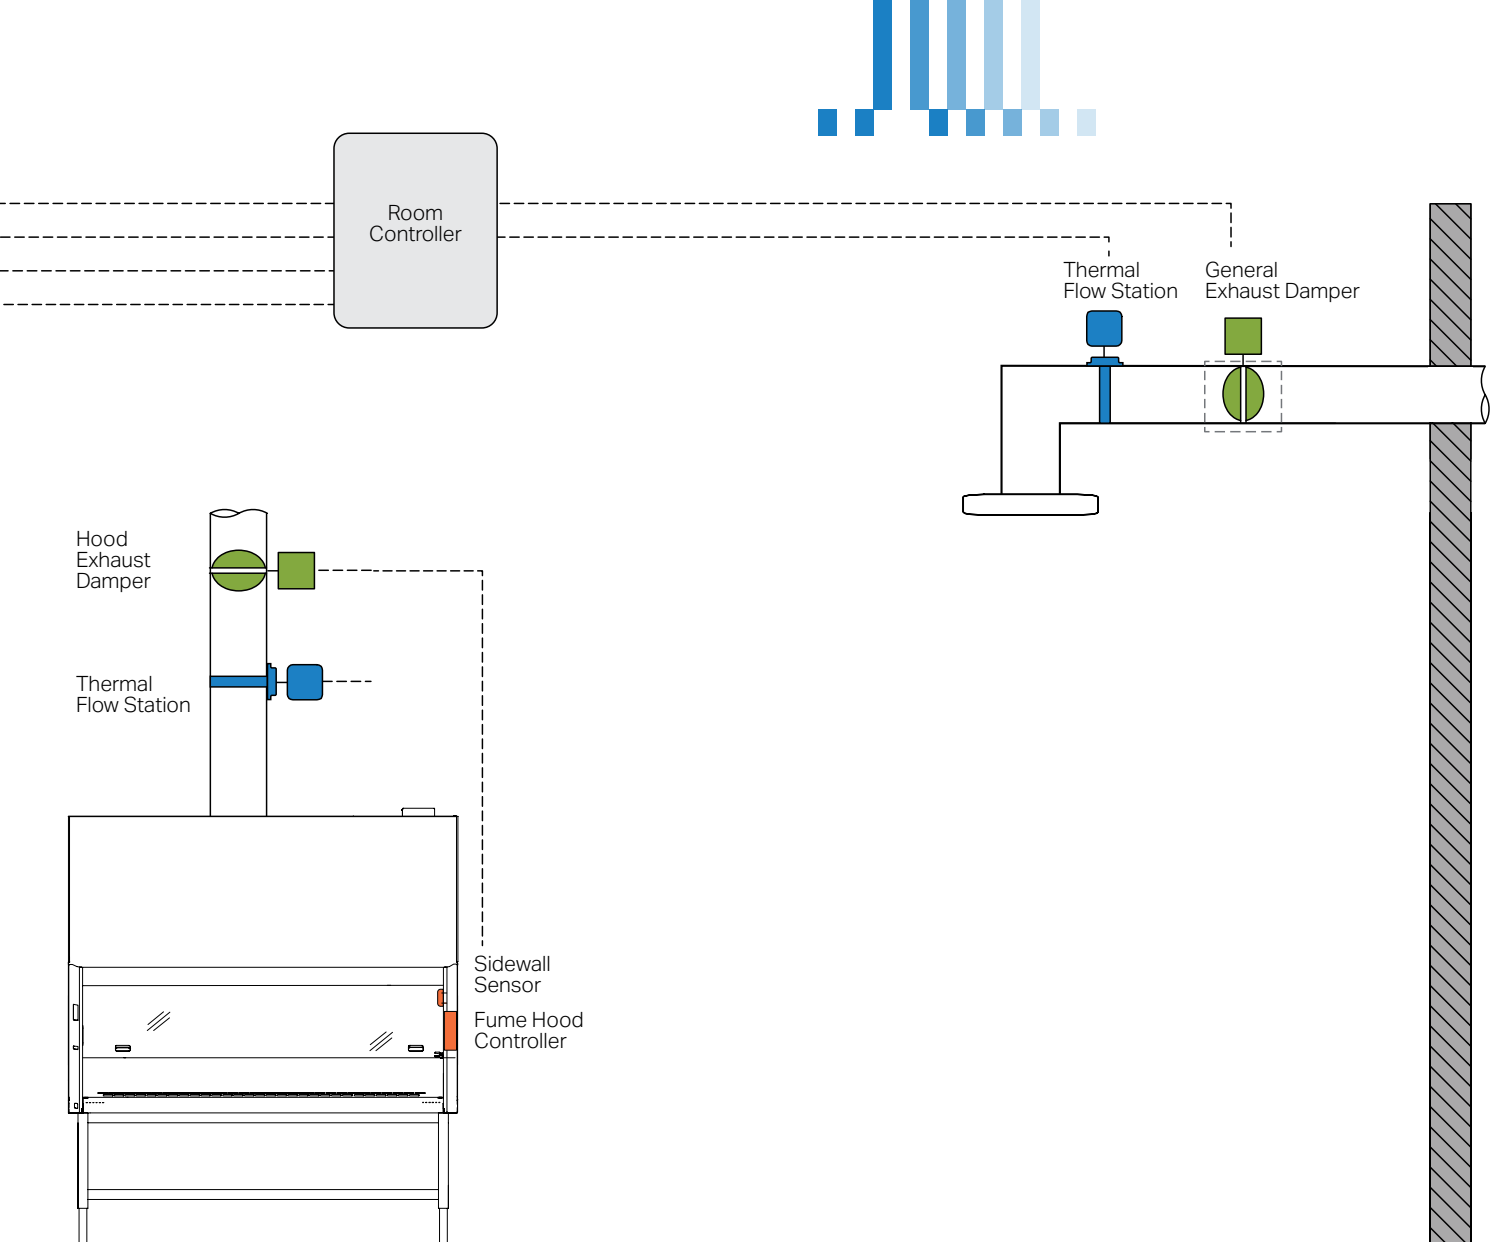 Room
Controller
Thermal
Flow Station
General
Exhaust Damper
Hood
Exhaust
Damper
Thermal
Flow Station
Sidewall
Sensor
Fume Hood
Controller